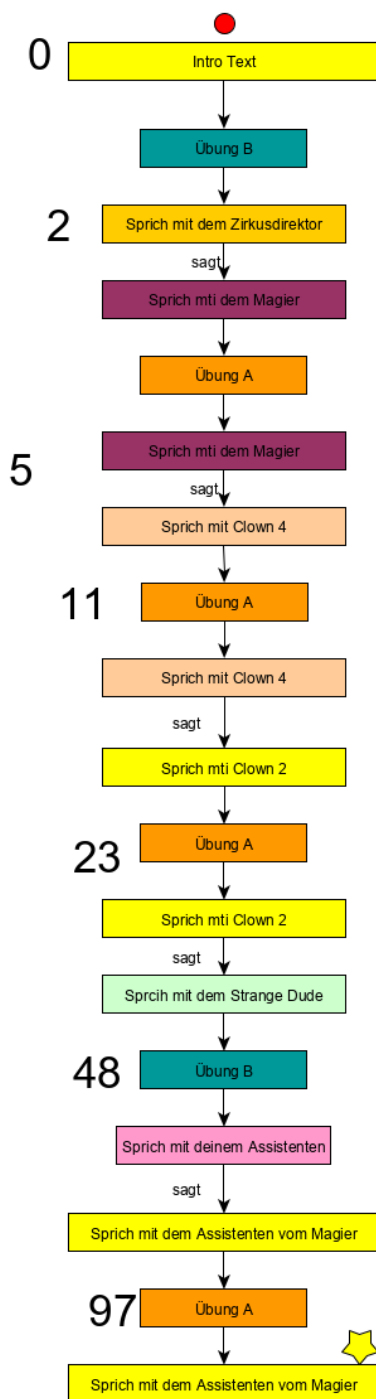 0
Intro Text
Übung B
2
Sprich mit dem Zirkusdirektor
sagt
Sprich mti dem Magier
Übung A
5
Sprich mti dem Magier
sagt
Sprich mit Clown 4
11
Übung A
Sprich mit Clown 4
sagt
Sprich mti Clown 2
23
Übung A
Sprich mti Clown 2
sagt
Sprcih mit dem Strange Dude
48
Übung B
Sprich mit deinem Assistenten
sagt
Sprich mit dem Assistenten vom Magier
97
Übung A
Sprich mit dem Assistenten vom Magier